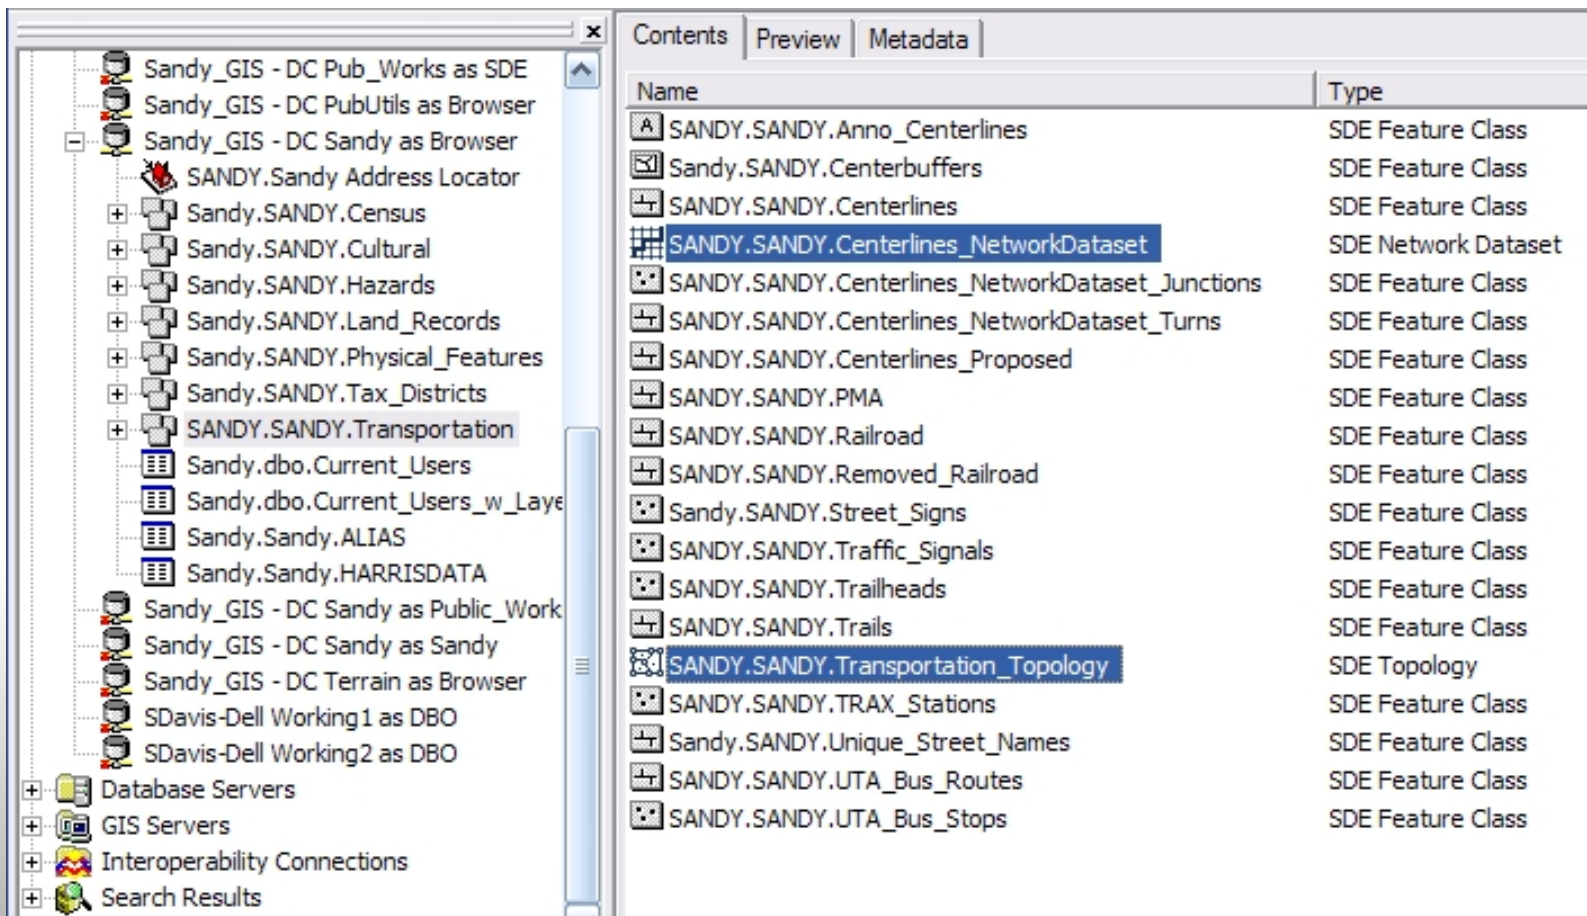 Sandy_GIS - DC Pub_Works as SDE
Sandy_GIS - DC PubUtils as Browser
Sandy_GIS - DC Sandy as Browser
SANDY.Sandy Address Locator
Sandy.SANDY.Census
Sandy.SANDY.Cultural
Sandy.SANDY.Hazards
Sandy.SANDY.Land_Records
Sandy.SANDY.Physical_Features
Sandy.SANDY.Tax_Districts
SANDY.SANDY.Transportation
Sandy.dbo.Current_Users
Sandy.dbo.Current_Users_w_Laye
Sandy.Sandy.ALIAS
Sandy.Sandy.HARRISDATA
Sandy_GIS - DC Sandy as Public_Work
Sandy_GIS - DC Sandy as Sandy
Sandy_GIS - DC Terrain as Browser
SDavis-Dell Working1 as DBO
SDavis-Dell Working2 as DBO
Database Servers
GIS Servers
Interoperability Connections
Search Results
Contents Preview Metadata
Name Type
SANDY.SANDY.Anno_Centerlines SDE Feature Class
Sandy.SANDY.Centerbuffers SDE Feature Class
SANDY.SANDY.Centerlines SDE Feature Class
SANDY.SANDY.Centerlines_NetworkDataset SDE Network Dataset
SANDY.SANDY.Centerlines_NetworkDataset_Junctions SDE Feature Class
SANDY.SANDY.Centerlines_NetworkDataset_Turns SDE Feature Class
SANDY.SANDY.Centerlines_Proposed SDE Feature Class
SANDY.SANDY.PMA SDE Feature Class
SANDY.SANDY.Railroad SDE Feature Class
SANDY.SANDY.Removed_Railroad SDE Feature Class
Sandy.SANDY.Street_Signs SDE Feature Class
SANDY.SANDY.Traffic_Signals SDE Feature Class
SANDY.SANDY.Trailheads SDE Feature Class
SANDY.SANDY.Trails SDE Feature Class
SANDY.SANDY.Transportation_Topology SDE Topology
SANDY.SANDY.TRAX_Stations SDE Feature Class
Sandy.SANDY.Unique_Street_Names SDE Feature Class
SANDY.SANDY.UTA_Bus_Routes SDE Feature Class
SANDY.SANDY.UTA_Bus_Stops SDE Feature Class